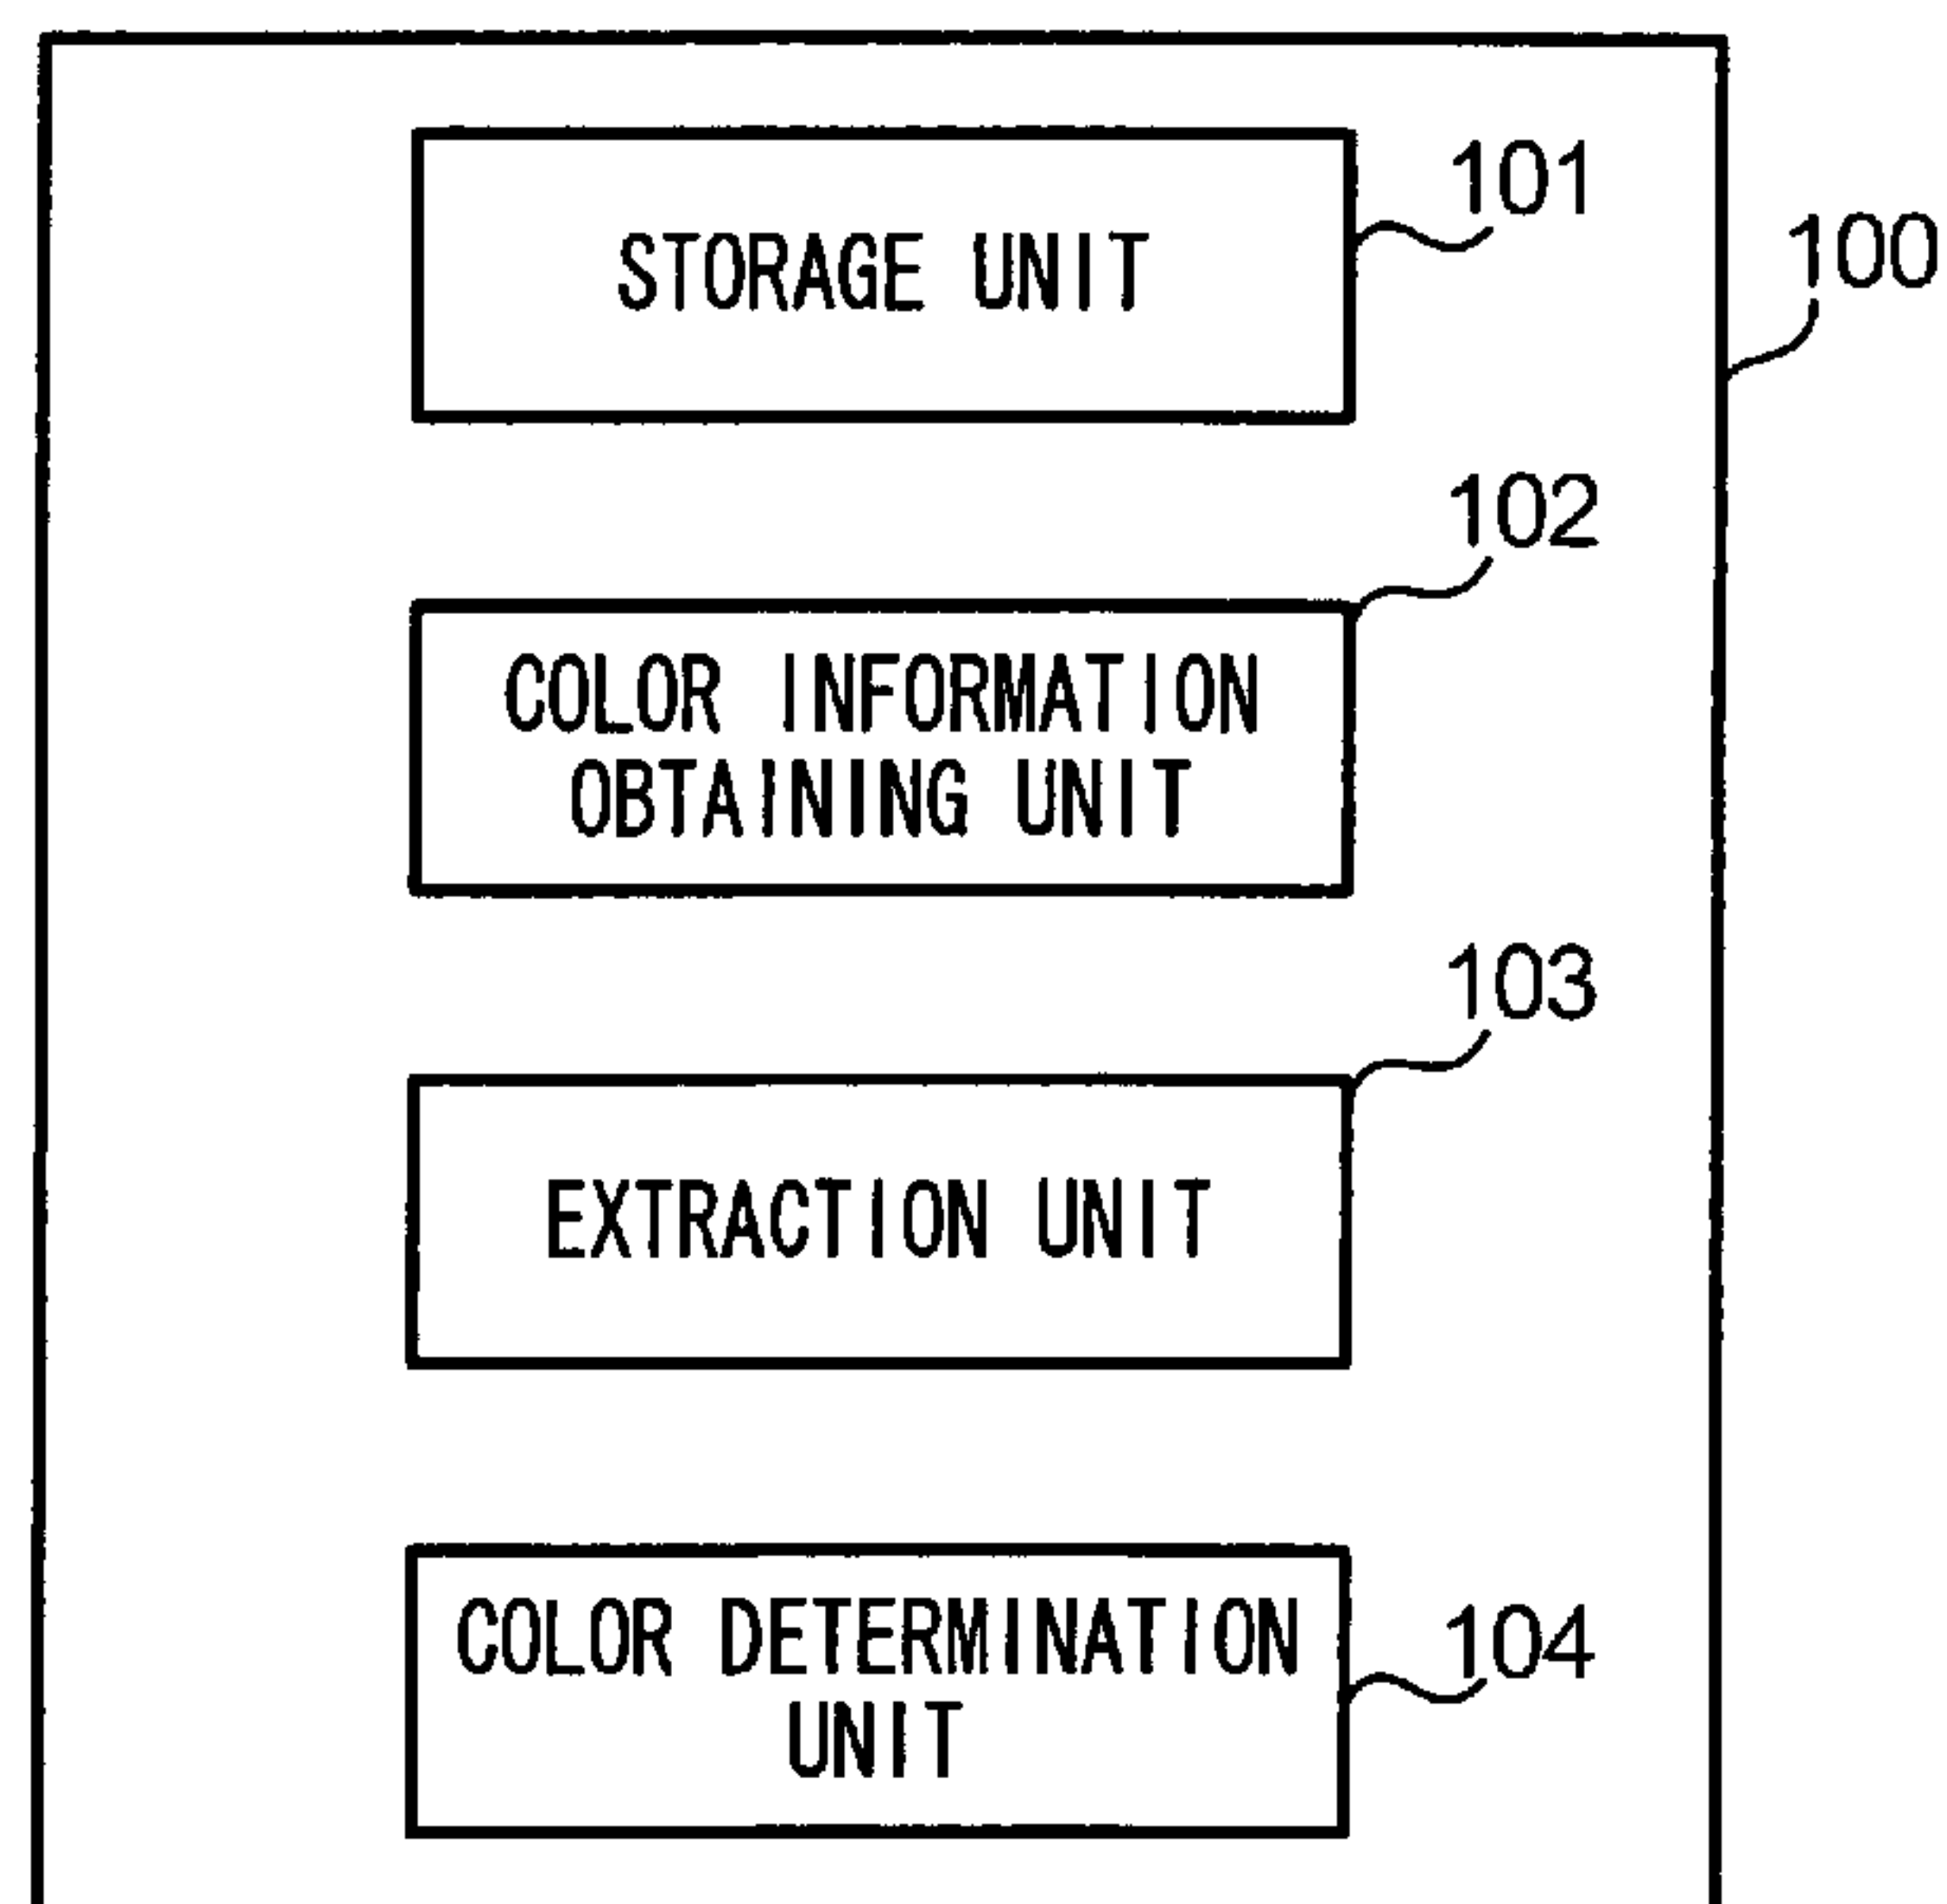 STORAGE UNIT
101
100
102
COLOR INFORMATION
OBTAINING UNIT
103
EXTRACTION UNIT
COLOR DETERMINATION
UNIT
104